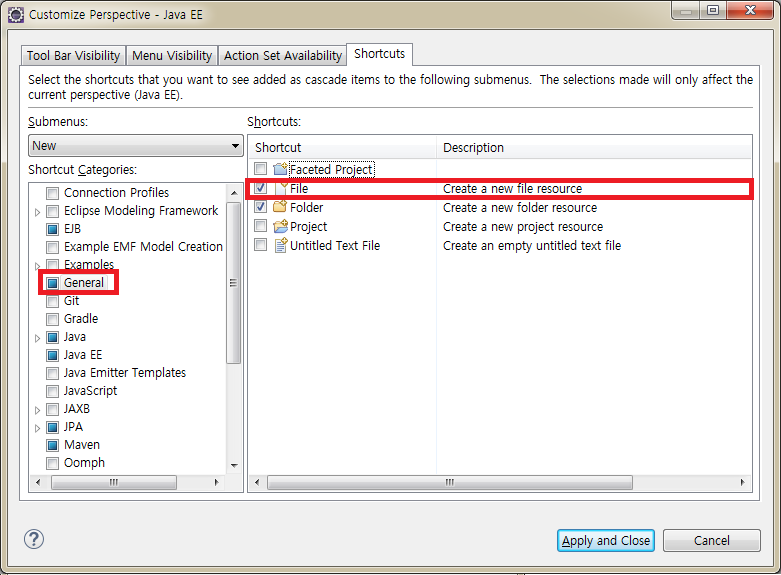 Customize Perspective - Java EE
Tool Bar Visibility Menu Visibility Action Set Availability Shortcuts
Select the shortcuts that you want to see added as cascade items to the following submenus. The selections made will only affect the
current perspective (Java EE).
Submenus:
New
Shortcut Categories:
Connection Profiles
Eclipse Modeling Framework
EJB
Example EMF Model Creation
Examples
General
Git
Gradle
Java
Java EE
Java Emitter Templates
JavaScript
JAXB
JPA
Maven
Oomph
Shortcuts:
Shortcut Description
Faceted Project
File Create a new file resource
Folder Create a new folder resource
Project Create a new project resource
Untitled Text File Create an empty untitled text file
?
Apply and Close Cancel